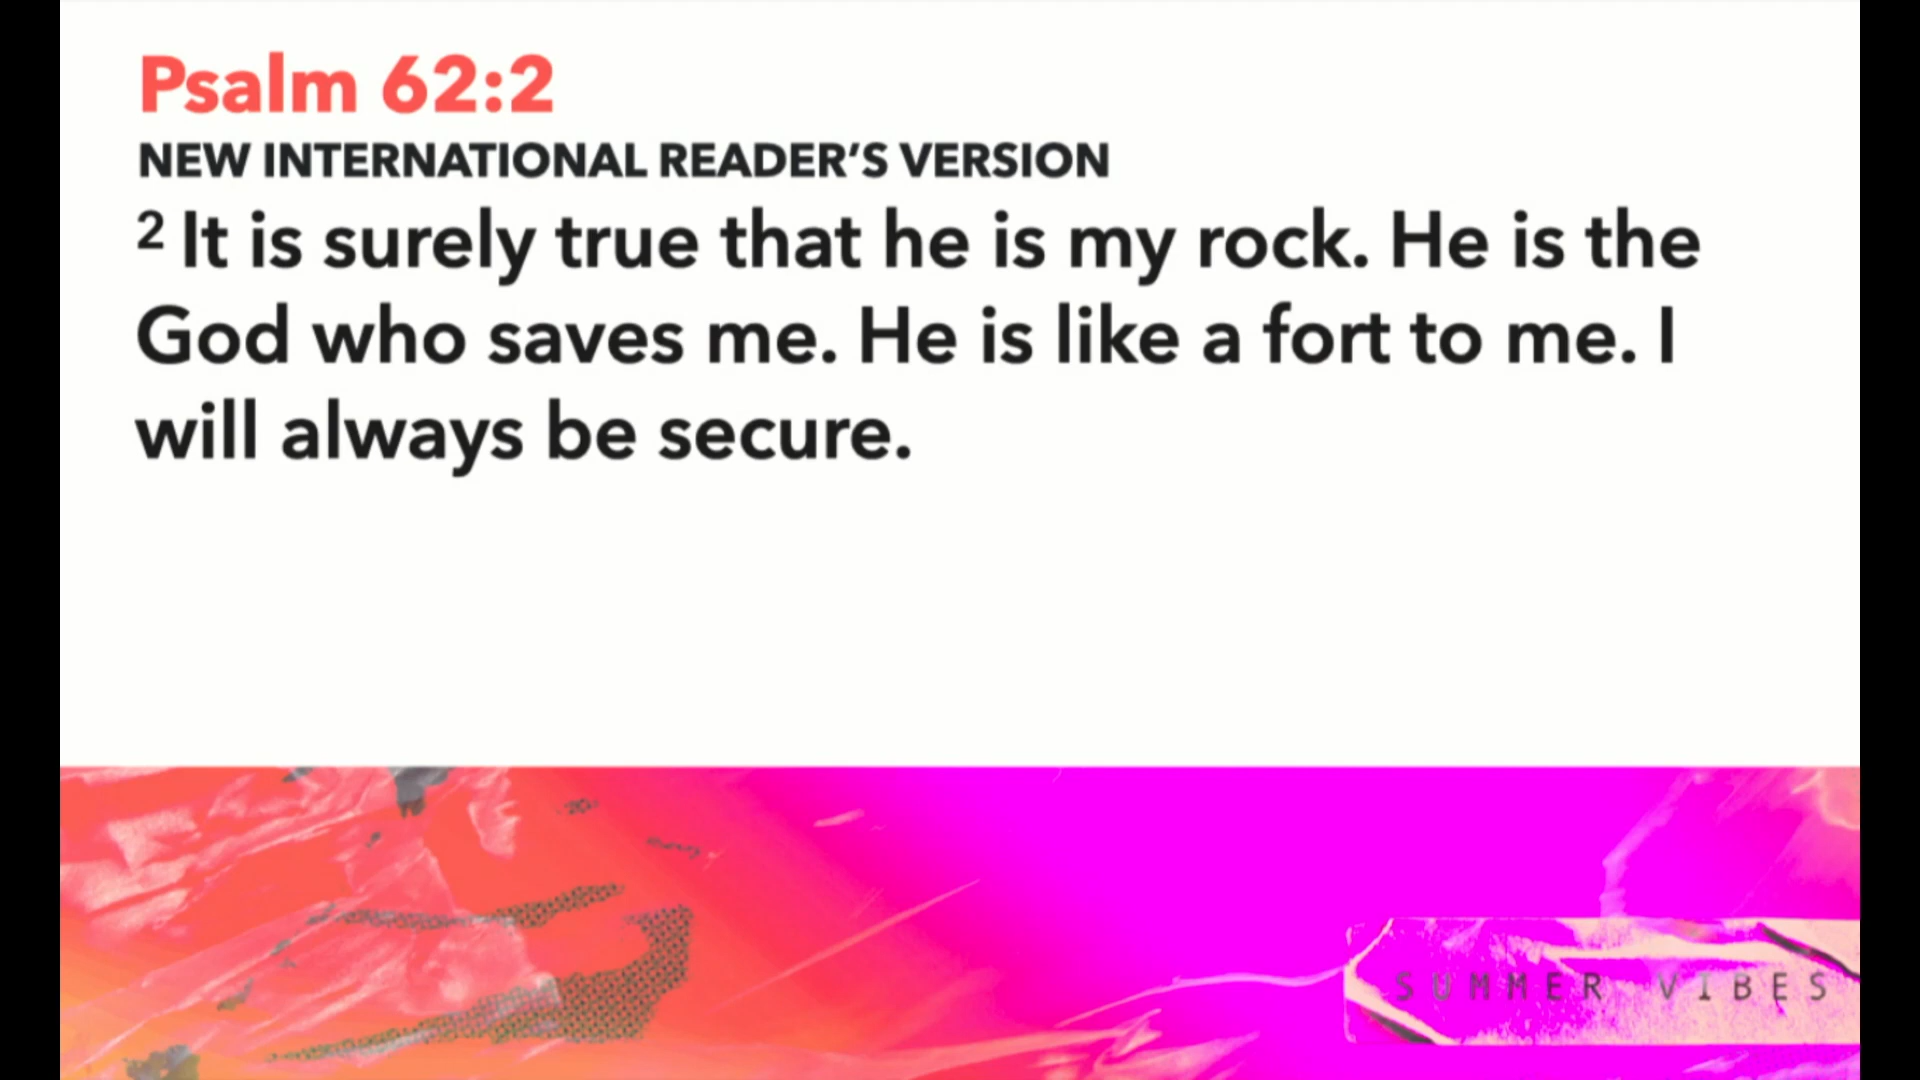 Psalm 62:2
NEW INTERNATIONAL READER’S VERSION
2 It is surely true that he is my rock. He is the
God who saves me. He is like a fort to me. I
will always be secure.
SUMMER VIBES